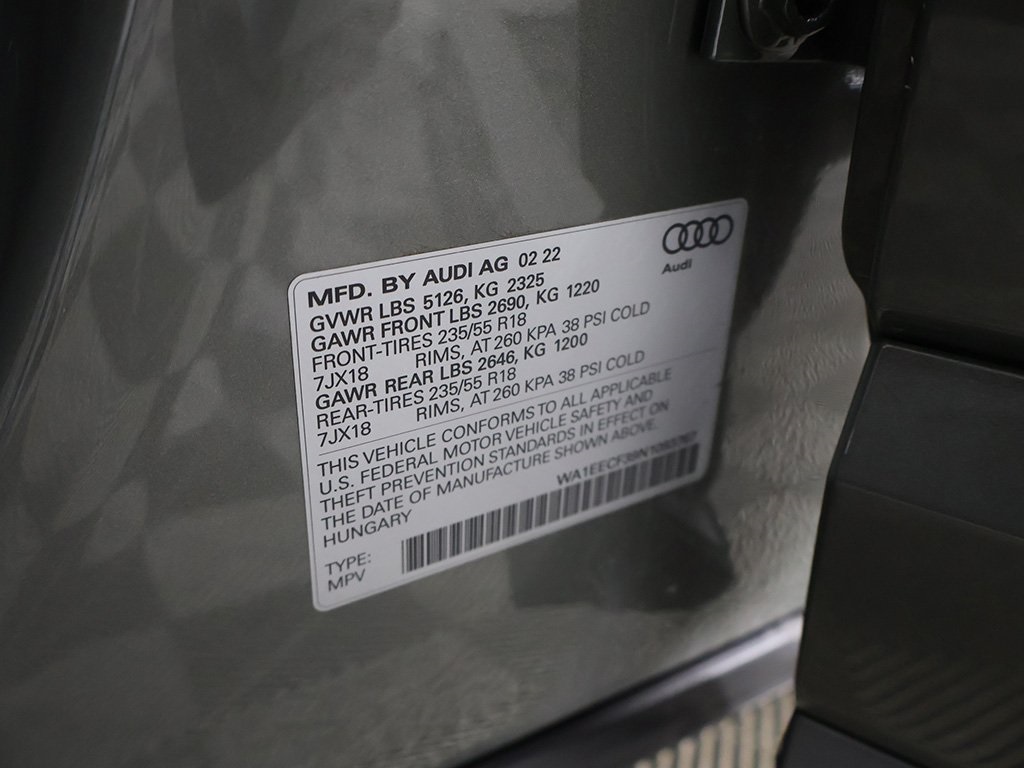 MFD. BY AUDI AG 02 22
GVWR LBS 5126, KG 2325
GAWR FRONT LBS 2690, KG 1220
FRONT-TIRES 235/55 R18
7JX18 RIMS, AT 260 KPA 38 PSI COLD
GAWR REAR LBS 2646, KG 1200
REAR-TIRES 235/55 R18
7JX18 RIMS, AT 260 KPA 38 PSI COLD
THIS VEHICLE CONFORMS TO ALL APPLICABLE
U.S. FEDERAL MOTOR VEHICLE SAFETY AND
THEFT PREVENTION STANDARDS IN EFFECT ON
THE DATE OF MANUFACTURE SHOWN ABOVE.
HUNGARY
TYPE:
MPV
Audi